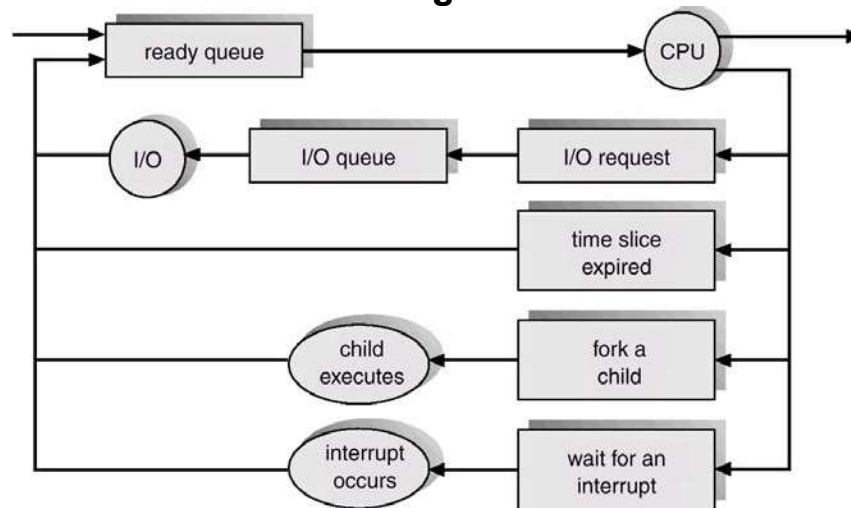 ready queue
CPU
I/O
I/O queue
I/O request
time slice
expired
child
executes
fork a
child
interrupt
occurs
wait for an
interrupt